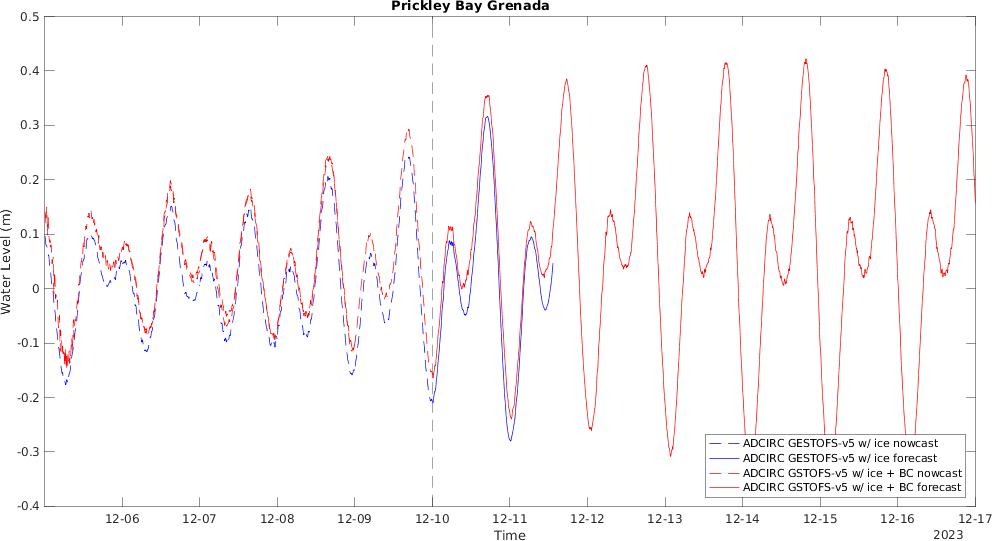 Prickley Bay Grenada
0.5
0.4
0.3
0.2
0.1
0
-0.1
-0.2
-0.3
-0.4
Water Level (m)
12-06 12-07 12-08 12-09 12-10 12-11 12-12 12-13 12-14 12-15 12-16 12-17
Time
2023
ADCIRC GESTOFS-v5 w/ ice nowcast
ADCIRC GESTOFS-v5 w/ ice forecast
ADCIRC GSTOFS-v5 w/ ice + BC nowcast
ADCIRC GSTOFS-v5 w/ ice + BC forecast